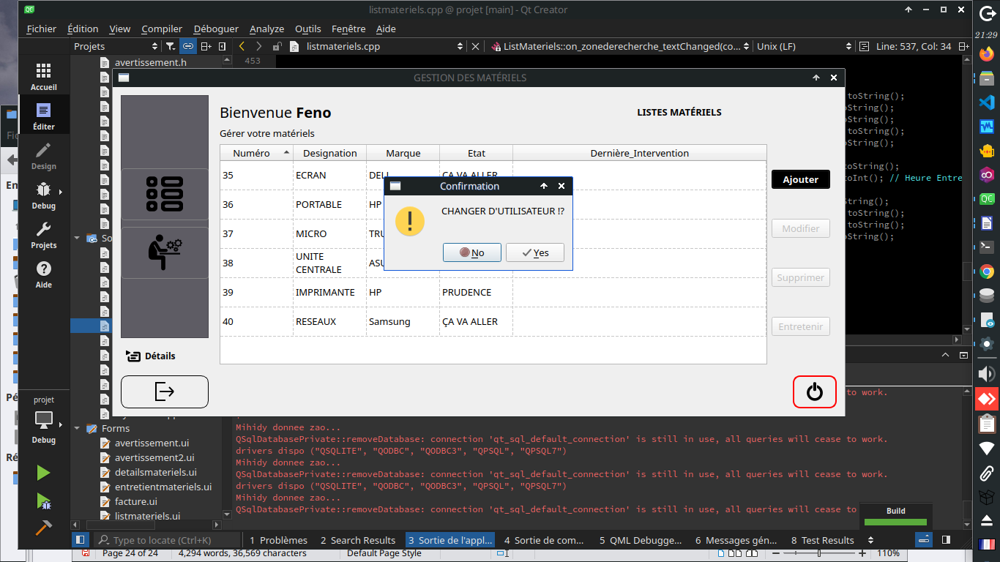 listmateriels.cpp @ projet [main] - Qt Creator
Fichier Édition View Compiler Déboguer Analyze Outils Fenêtre Aide
21:29
Projets
listmateriels.cpp
ListMateriels::on_zonederecherche_textChanged(co...
Unix (LF)
Line: 537, Col: 34
avertissement.h
453
Accueil
Éditer
Design
Debug
Projets
Aide
GESTION DES MATÉRIELS
Bienvenue Feno
LISTES MATÉRIELS
Gérer votre matériels
Numéro Designation Marque Etat Dernière_Intervention
35 ECRAN DELL ÇA VA ALLER
36 PORTABLE HP
37 MICRO TRU
38 UNITE CENTRALE ASU
39 IMPRIMANTE HP PRUDENCE
40 RESEAUX Samsung ÇA VA ALLER
Confirmation
CHANGER D'UTILISATEUR !?
No
Yes
Ajouter
Modifier
Supprimer
Entretenir
Détails
toString();
toString();
toString();
toString();
toString();
toString();
toInt(); // Heure Entre
String();
toString();
toString();
toString();
So
projet
Debug
Forms
avertissement.ui
avertissement2.ui
detailsmateriels.ui
entretientmateriels.ui
facture.ui
listmateriels.ui
to work.
Mihidy donnee zao...
QSqlDatabasePrivate::removeDatabase: connection 'qt_sql_default_connection' is still in use, all queries will cease to work.
drivers dispo ("QSQLITE", "QODBC", "QODBC3", "QPSQL", "QPSQL7")
Mihidy donnee zao...
QSqlDatabasePrivate::removeDatabase: connection 'qt_sql_default_connection' is still in use, all queries will cease to work.
drivers dispo ("QSQLITE", "QODBC", "QODBC3", "QPSQL", "QPSQL7")
Mihidy donnee zao...
QSqlDatabasePrivate::removeDatabase: connection 'qt_sql_default_connection' is still in use, all queries will cease to
Build
Type to locate (Ctrl+K)
1 Problèmes
2 Search Results
3 Sortie de l'appl...
4 Sortie de com...
5 QML Debugge...
6 Messages gén...
8 Test Results
Page 24 of 24
4,294 words, 36,569 characters
Default Page Style
110%